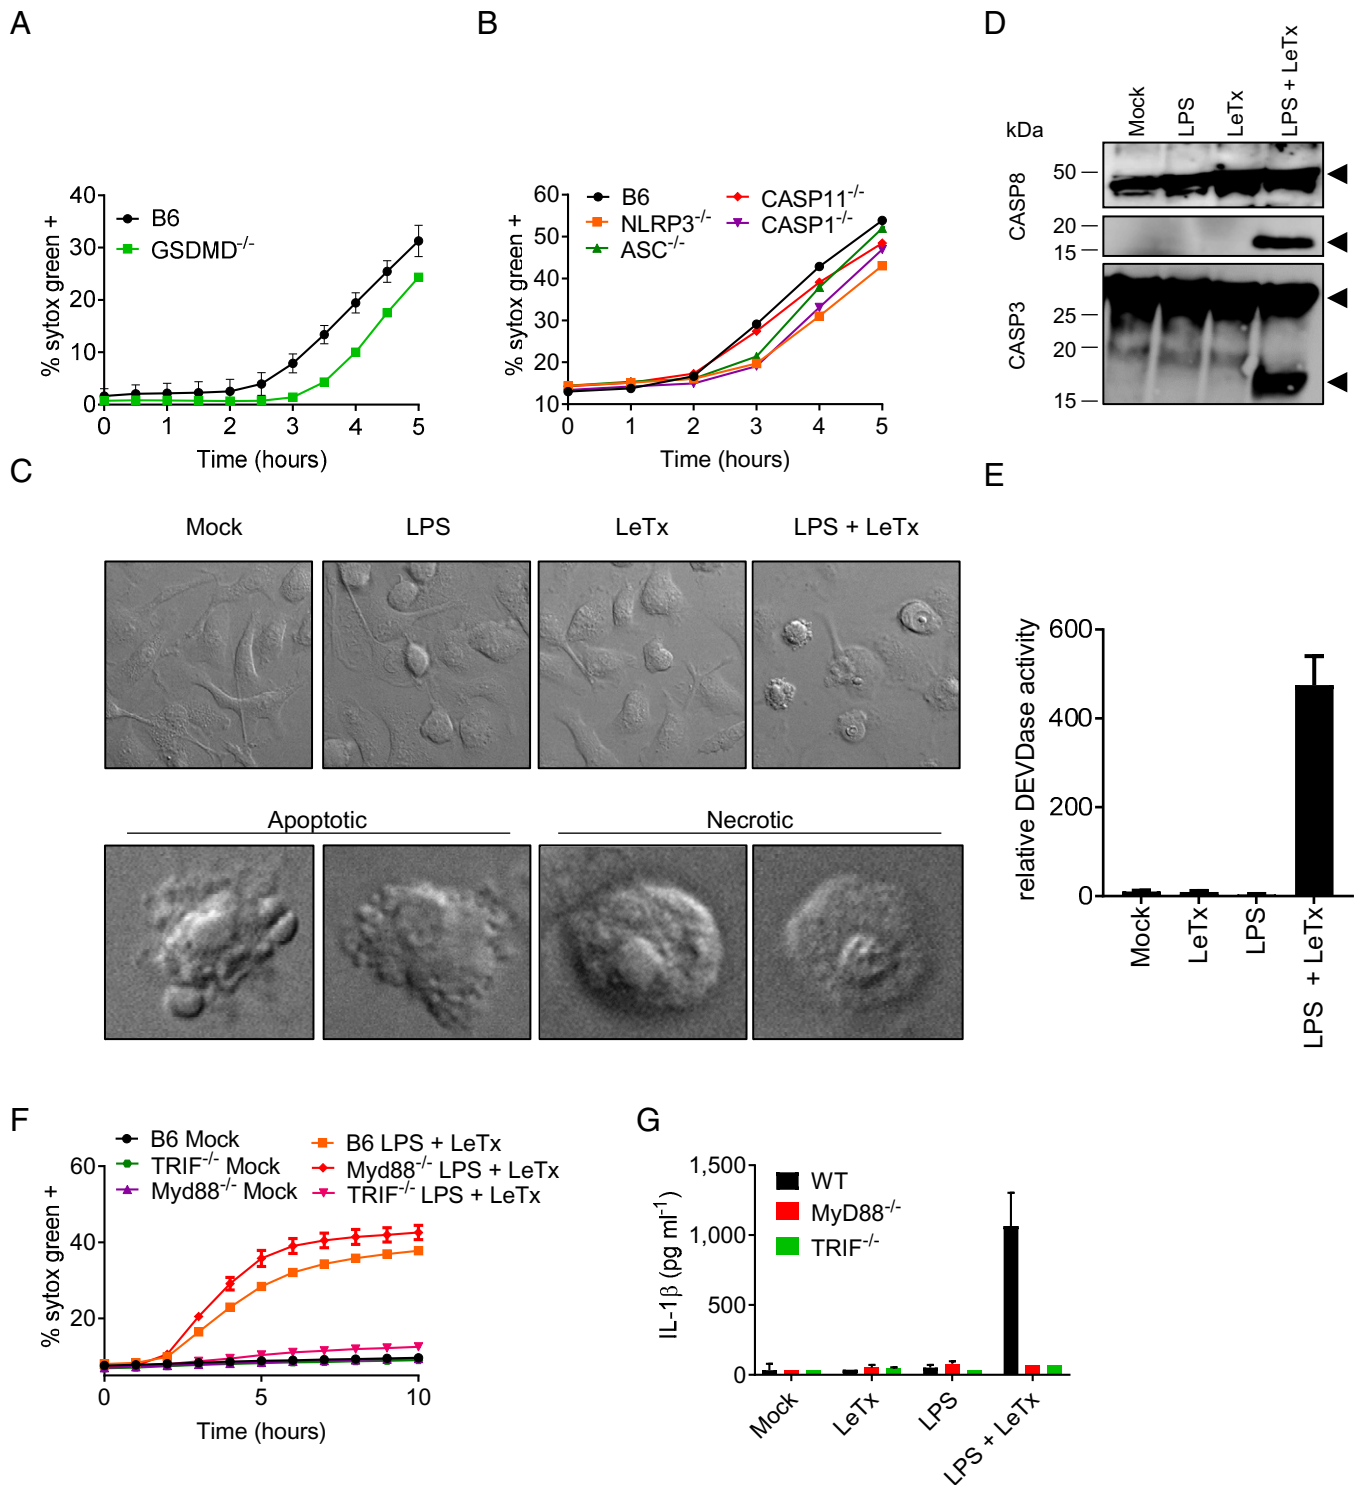 A
B
D
% sytox green +
40
30
20
10
0
B6
GSDMD-/-
0 1 2 3 4 5
Time (hours)
% sytox green +
60
50
40
30
20
10
B6
NLRP3-/-
ASC-/-
CASP11-/-
CASP1-/-
0 1 2 3 4 5
Time (hours)
kDa
Mock
LPS
LeTx
LPS + LeTx
CASP8
50
20
15
CASP3
25
20
15
C
Mock LPS LeTx LPS + LeTx
Apoptotic Necrotic
E
relative DEVDase activity
600
400
200
0
Mock
LeTx
LPS
LPS + LeTx
F
% sytox green +
60
40
20
B6 Mock
TRIF-/- Mock
Myd88-/- Mock
B6 LPS + LeTx
Myd88-/- LPS + LeTx
TRIF-/- LPS + LeTx
0 5 10
Time (hours)
G
IL-1β (pg ml-1)
1,500
1,000
500
0
WT
MyD88-/-
TRIF-/-
Mock
LeTx
LPS
LPS + LeTx